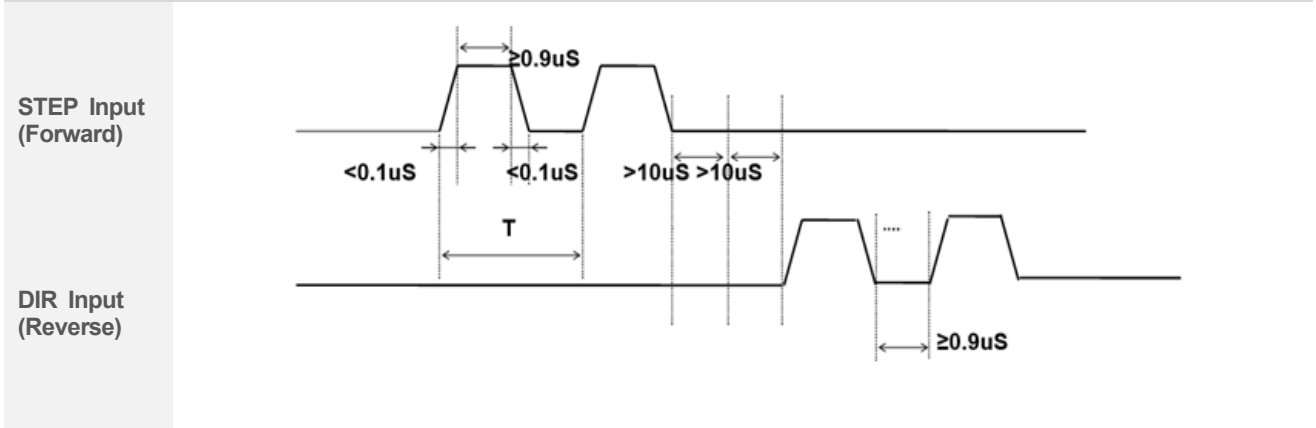 ≥0.9uS
STEP Input
(Forward)
<0.1uS <0.1uS >10uS >10uS
T
....
DIR Input
(Reverse)
≥0.9uS